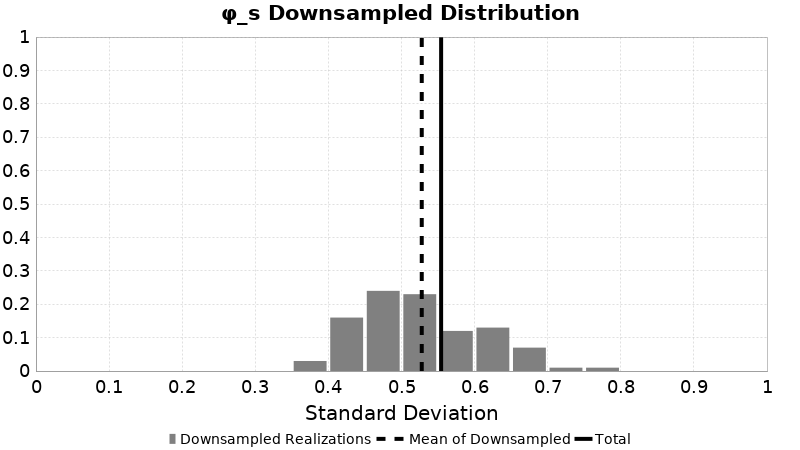 φ_s Downsampled Distribution
1
0.9
0.8
0.7
0.6
0.5
0.4
0.3
0.2
0.1
0
0 0.1 0.2 0.3 0.4 0.5 0.6 0.7 0.8 0.9 1
Standard Deviation
Downsampled Realizations Mean of Downsampled Total